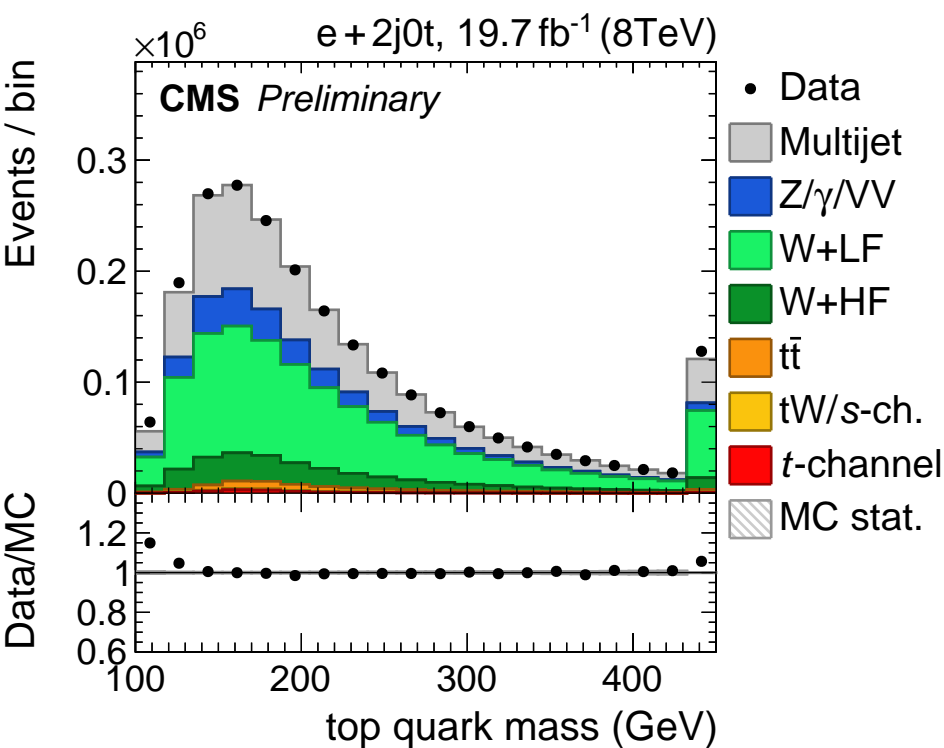 ×10⁶ e + 2j0t, 19.7 fb⁻¹ (8TeV)
CMS Preliminary
Events / bin
0.3
0.2
0.1
0
Data
Multijet
Z/γ/VV
W+LF
W+HF
tt̄
tW/s-ch.
t-channel
MC stat.
Data/MC
1.2
1
0.8
0.6
100 200 300 400
top quark mass (GeV)